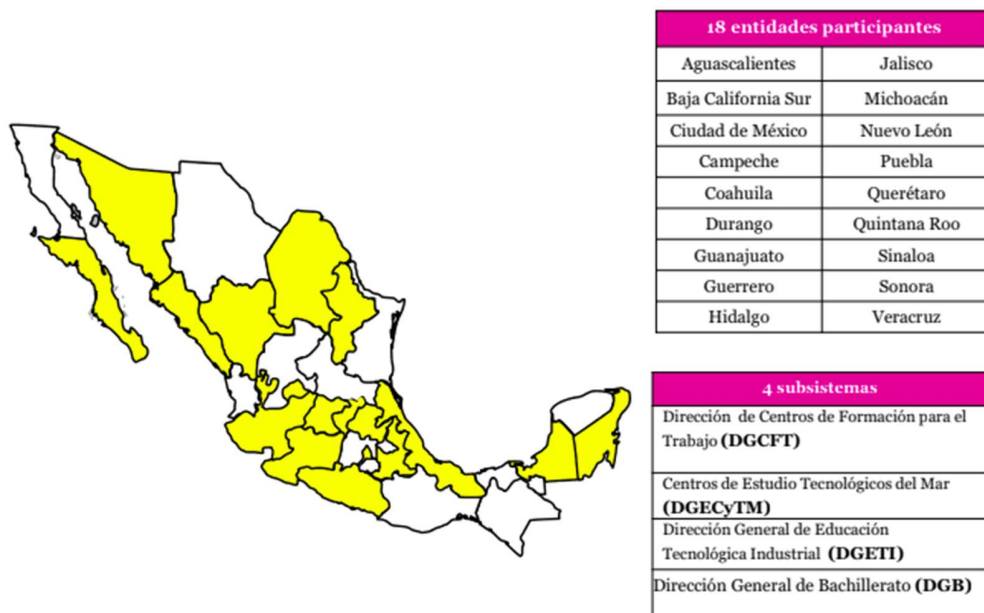 18 entidades participantes
Aguascalientes Jalisco
Baja California Sur Michoacán
Ciudad de México Nuevo León
Campeche Puebla
Coahuila Querétaro
Durango Quintana Roo
Guanajuato Sinaloa
Guerrero Sonora
Hidalgo Veracruz
4 subsistemas
Dirección de Centros de Formación para el
Trabajo (DGCFT)
Centros de Estudio Tecnológicos del Mar
(DGECyTM)
Dirección General de Educación
Tecnológica Industrial (DGETI)
Dirección General de Bachillerato (DGB)